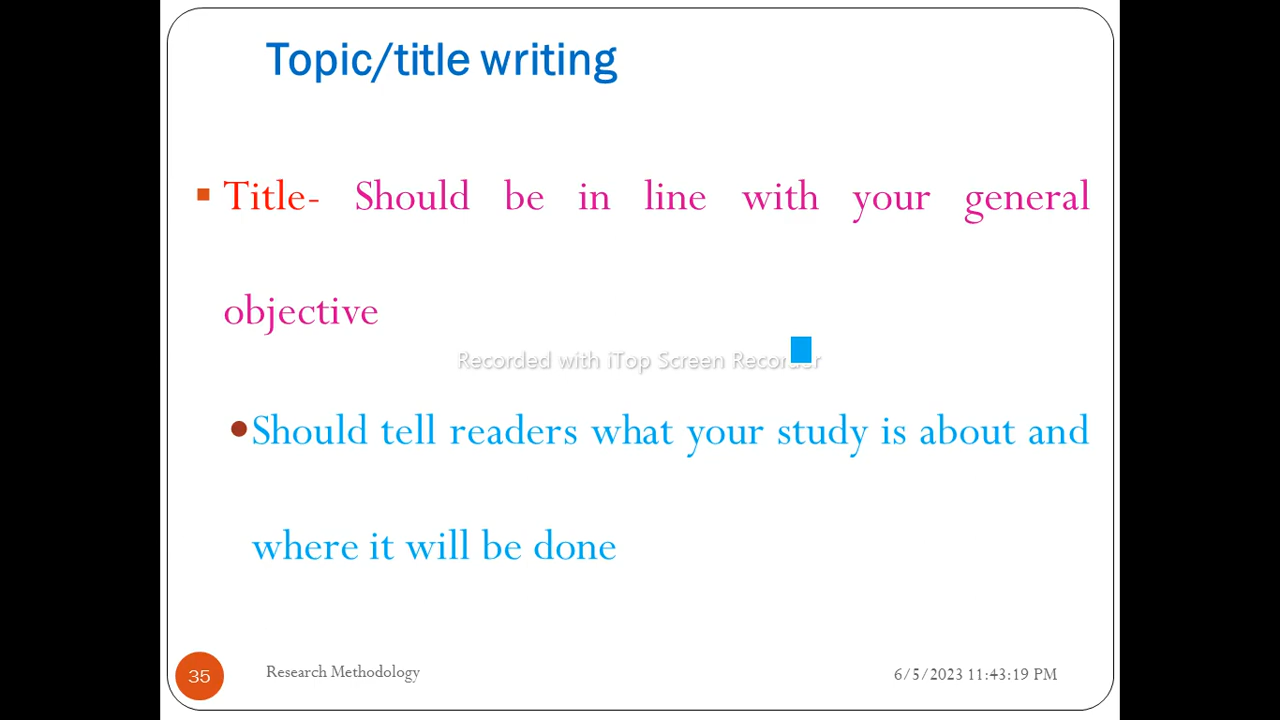 Topic/title writing
Title- Should be in line with your general
objective
Recorded with iTop Screen Recorder
Should tell readers what your study is about and
where it will be done
35
Research Methodology
6/5/2023 11:43:19 PM